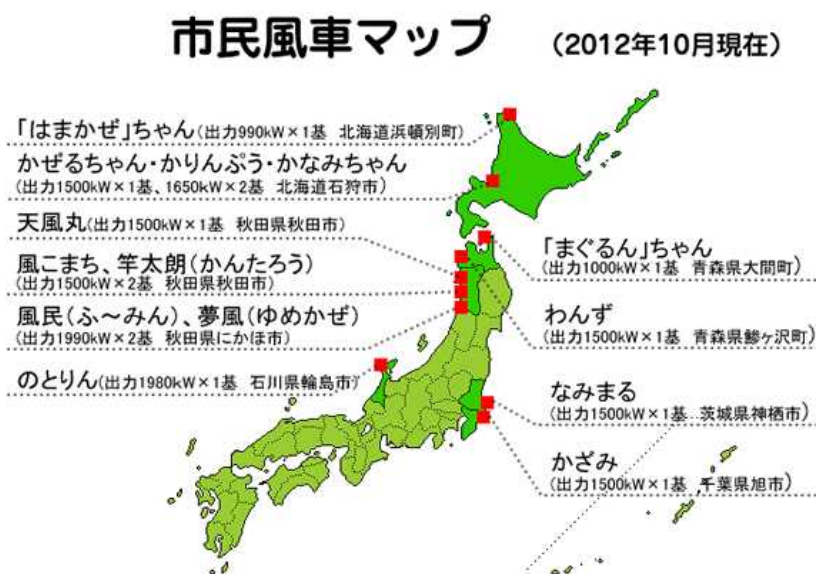 市民風車マップ (2012年10月現在)
「はまかぜ」ちゃん(出力990kW×1基 北海道浜頓別町)
かぜるちゃん・かりんぷう・かなみちゃん
(出力1500kW×1基、1650kW×2基 北海道石狩市)
天風丸(出力1500kW×1基 秋田県秋田市)
風こまち、竿太朗(かんたろう)
(出力1500kW×2基 秋田県秋田市)
風民(ふ〜みん)、夢風(ゆめかぜ)
(出力1990kW×2基 秋田県にかほ市)
のとりん(出力1980kW×1基 石川県輪島市)
「まぐるん」ちゃん
(出力1000kW×1基 青森県大間町)
わんず
(出力1500kW×1基 青森県鰺ヶ沢町)
なみまる
(出力1500kW×1基 茨城県神栖市)
かざみ
(出力1500kW×1基 千葉県旭市)